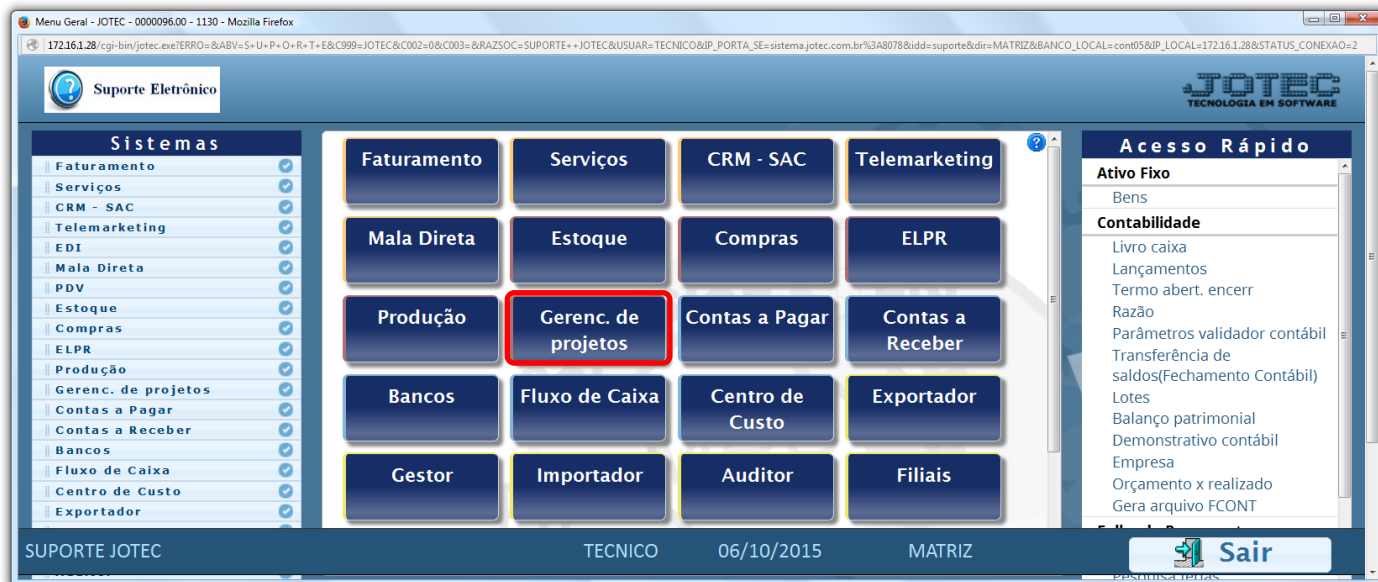 Menu Geral - JOTEC - 0000096.00 - 1130 - Mozilla Firefox
172.16.1.28/cgi-bin/jotec.exe?ERRO=&ABV=S+U+P+O+R+T+E&C999=JOTEC&C002=0&C003=&RAZSOC=SUPORTE++JOTEC&USUAR=TECNICO&IP_PORTA_SE=sistema.jotec.com.br%3A8078&idd=suporte&dir=MATRIZ&BANCO_LOCAL=cont05&IP_LOCAL=172.16.1.28&STATUS_CONEXAO=2
Suporte Eletrônico
JOTEC
TECNOLOGIA EM SOFTWARE
Sistemas
Faturamento
Serviços
CRM - SAC
Telemarketing
EDI
Mala Direta
PDV
Estoque
Compras
ELPR
Produção
Gerenc. de projetos
Contas a Pagar
Contas a Receber
Bancos
Fluxo de Caixa
Centro de Custo
Exportador
Faturamento
Serviços
CRM - SAC
Telemarketing
Mala Direta
Estoque
Compras
ELPR
Produção
Gerenc. de
projetos
Contas a Pagar
Contas a
Receber
Bancos
Fluxo de Caixa
Centro de
Custo
Exportador
Gestor
Importador
Auditor
Filiais
Acesso Rápido
Ativo Fixo
Bens
Contabilidade
Livro caixa
Lançamentos
Termo abert. encerr
Razão
Parâmetros validador contábil
Transferência de
saldos(Fechamento Contábil)
Lotes
Balanço patrimonial
Demonstrativo contábil
Empresa
Orçamento x realizado
Gera arquivo FCONT
SUPORTE JOTEC
TECNICO
06/10/2015
MATRIZ
Sair